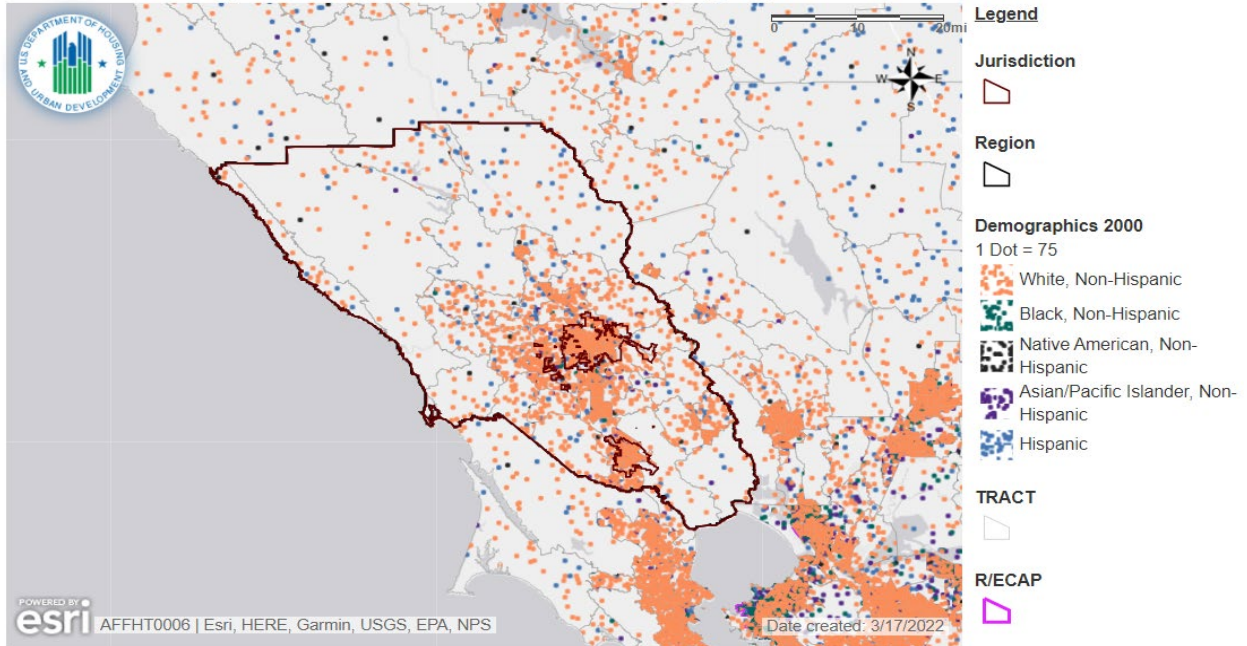 U.S. DEPARTMENT OF HOUSING
AND URBAN DEVELOPMENT
0 10 20mi
N
W E
S
POWERED BY
esri
AFFHT0006 | Esri, HERE, Garmin, USGS, EPA, NPS
Date created: 3/17/2022
Legend
Jurisdiction
Region
Demographics 2000
1 Dot = 75
White, Non-Hispanic
Black, Non-Hispanic
Native American, Non-
Hispanic
Asian/Pacific Islander, Non-
Hispanic
Hispanic
TRACT
R/ECAP